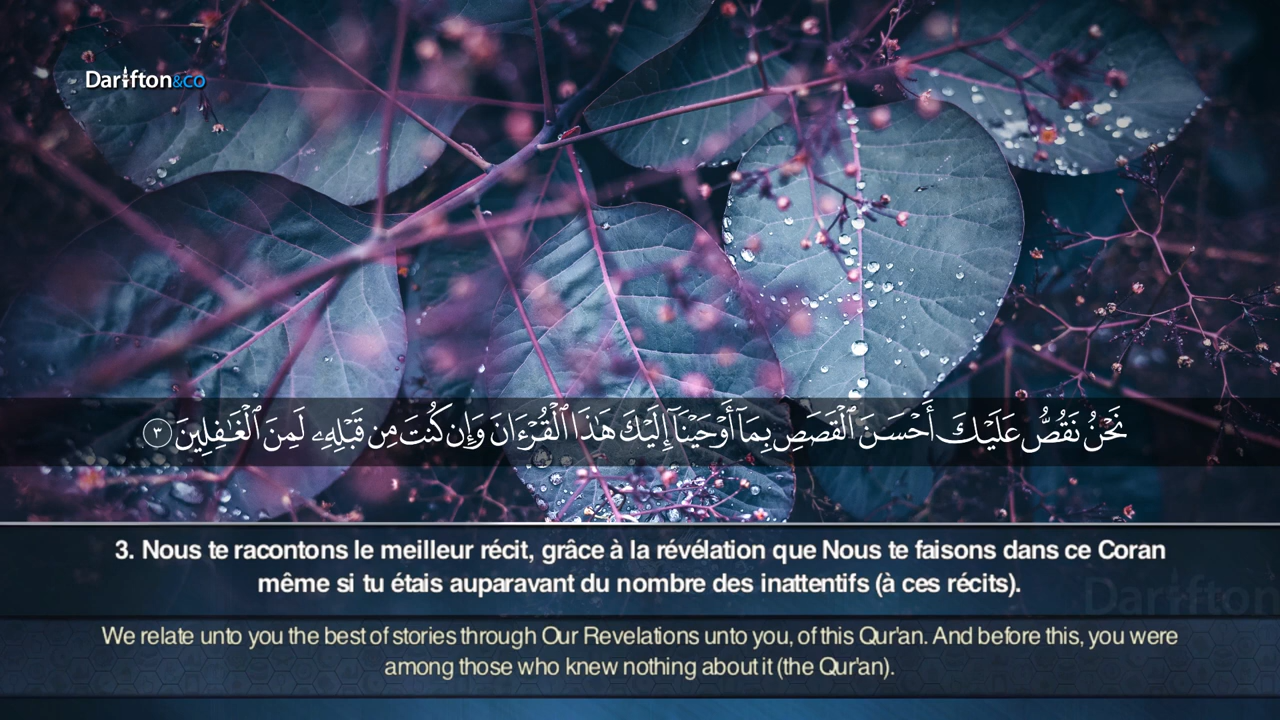 Darifton&co
نَحْنُ نَقُصُّ عَلَيْكَ أَحْسَنَ ٱلْقَصَصِ بِمَآ أَوْحَيْنَآ إِلَيْكَ هَـٰذَا ٱلْقُرْءَانَ وَإِن كُنتَ مِن قَبْلِهِۦ لَمِنَ ٱلْغَـٰفِلِينَ ٣
3. Nous te racontons le meilleur récit, grâce à la révélation que Nous te faisons dans ce Coran
même si tu étais auparavant du nombre des inattentifs (à ces récits).
Darifton
We relate unto you the best of stories through Our Revelations unto you, of this Qur'an. And before this, you were
among those who knew nothing about it (the Qur'an).